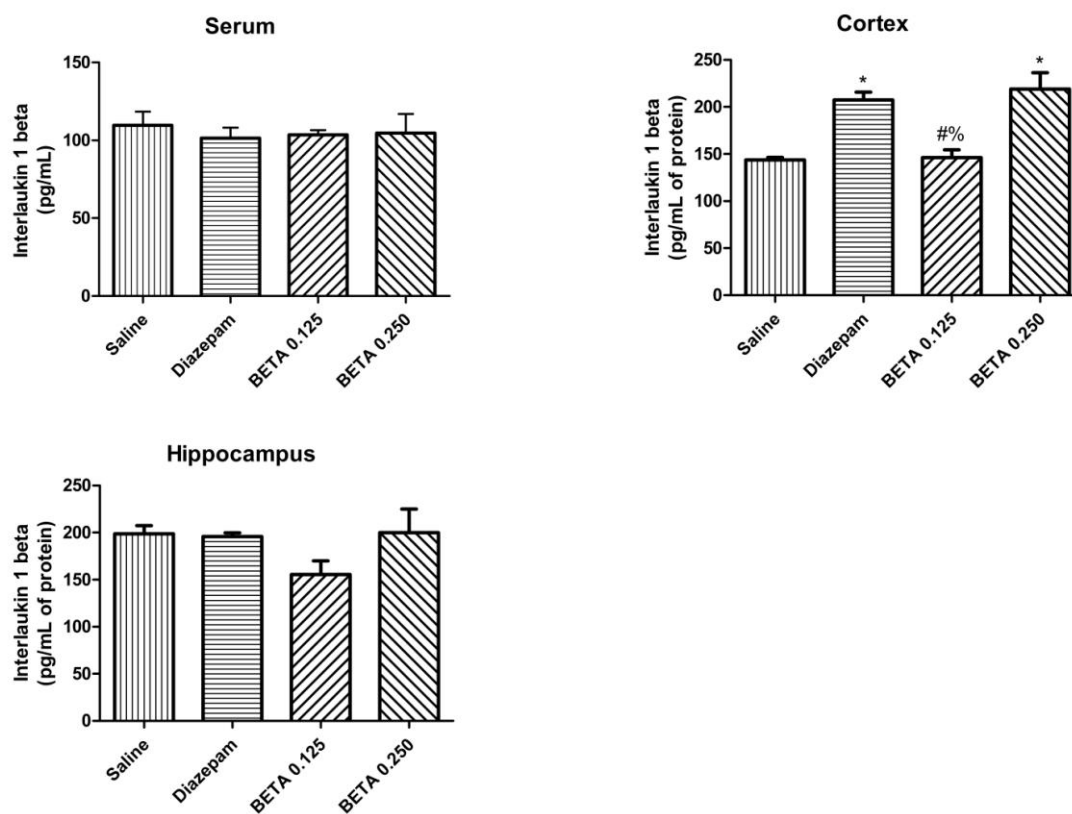 Serum
Interlaukin 1 beta
(pg/mL)
150
100
50
0
Saline
Diazepam
BETA 0.125
BETA 0.250
Cortex
Interlaukin 1 beta
(pg/mL of protein)
250
200
150
100
50
0
*
#%
*
Saline
Diazepam
BETA 0.125
BETA 0.250
Hippocampus
Interlaukin 1 beta
(pg/mL of protein)
250
200
150
100
50
0
Saline
Diazepam
BETA 0.125
BETA 0.250